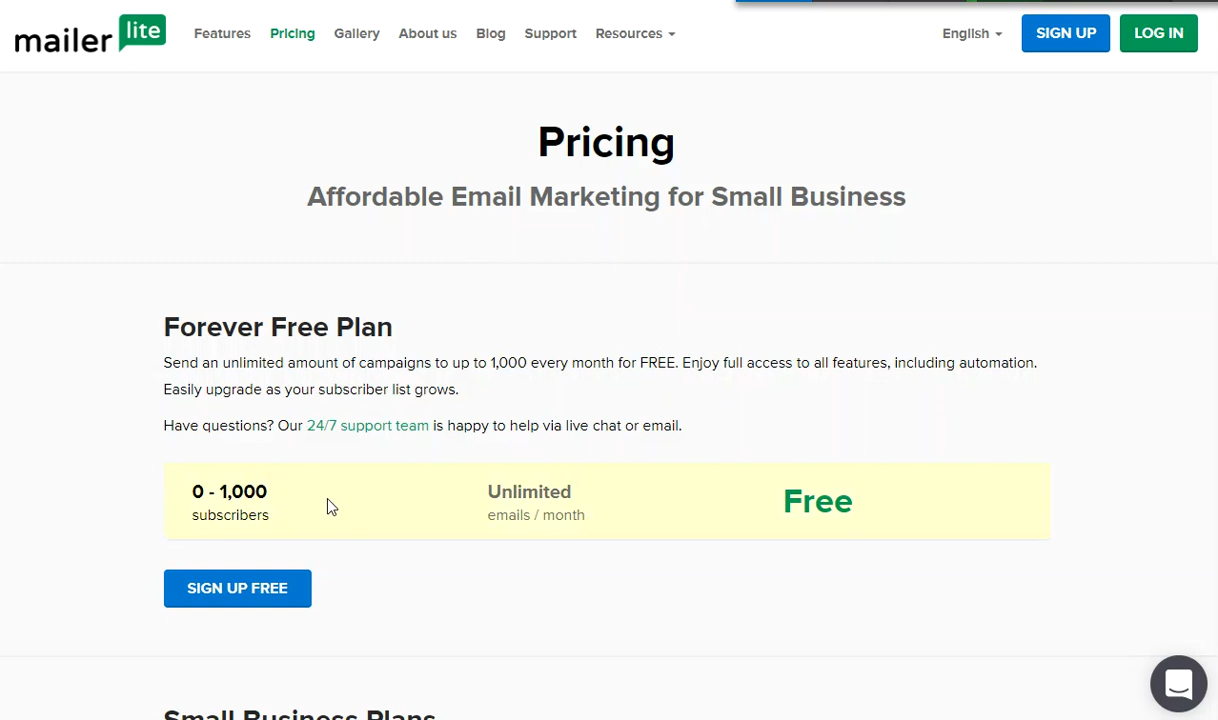 mailer lite Features Pricing Gallery About us Blog Support Resources English SIGN UP LOG IN
Pricing
Affordable Email Marketing for Small Business
Forever Free Plan
Send an unlimited amount of campaigns to up to 1,000 every month for FREE. Enjoy full access to all features, including automation.
Easily upgrade as your subscriber list grows.
Have questions? Our 24/7 support team is happy to help via live chat or email.
0 - 1,000 Unlimited Free
subscribers emails / month
SIGN UP FREE
Small Business Plans